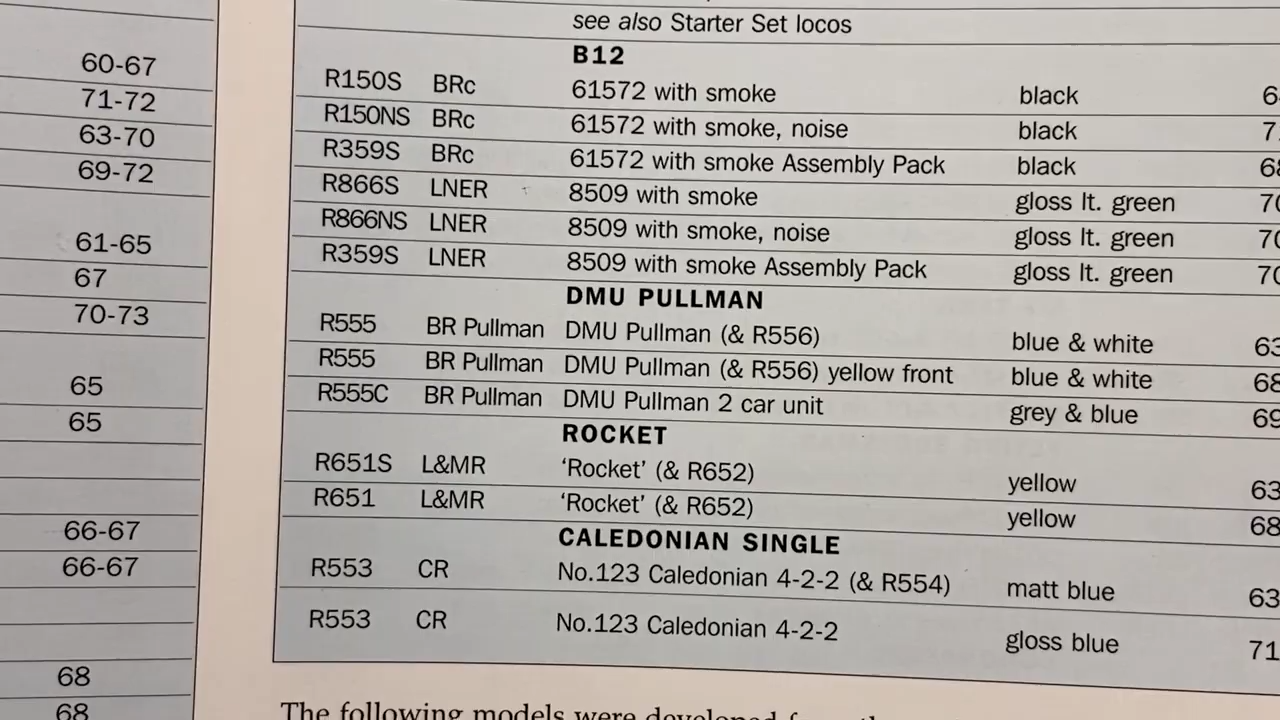 60-67
71-72
63-70
69-72
61-65
67
70-73
65
65
66-67
66-67
68
68
see also Starter Set locos
B12
R150S BRc 61572 with smoke black
R150NS BRc 61572 with smoke, noise black
R359S BRc 61572 with smoke Assembly Pack black
R866S LNER 8509 with smoke gloss lt. green
R866NS LNER 8509 with smoke, noise gloss lt. green
R359S LNER 8509 with smoke Assembly Pack gloss lt. green
DMU PULLMAN
R555 BR Pullman DMU Pullman (& R556) blue & white 63
R555 BR Pullman DMU Pullman (& R556) yellow front blue & white 68
R555C BR Pullman DMU Pullman 2 car unit grey & blue 69
ROCKET
R651S L&MR ‘Rocket’ (& R652) yellow 63
R651 L&MR ‘Rocket’ (& R652) yellow 68
CALEDONIAN SINGLE
R553 CR No.123 Caledonian 4-2-2 (& R554) matt blue 63
R553 CR No.123 Caledonian 4-2-2 gloss blue 71
The following models were developed from the